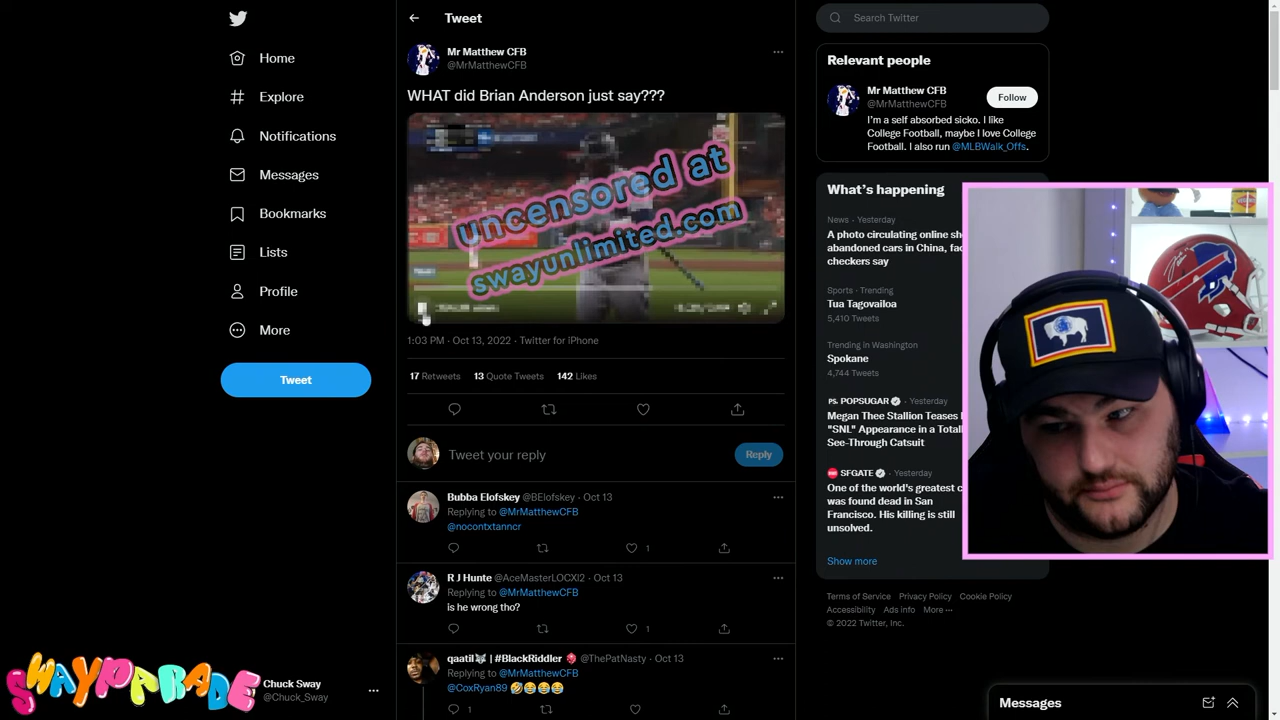 Tweet
Search Twitter
Home
Explore
Notifications
Messages
Bookmarks
Lists
Profile
More
Tweet
Mr Matthew CFB
@MrMatthewCFB
WHAT did Brian Anderson just say???
uncensored at
swayunlimited.com
1:03 PM · Oct 13, 2022 · Twitter for iPhone
17 Retweets 13 Quote Tweets 142 Likes
Tweet your reply
Reply
Bubba Elofskey @BElofskey · Oct 13
Replying to @MrMatthewCFB
@nocontxtanncr
1
R J Hunte @AceMasterLOCXI2 · Oct 13
Replying to @MrMatthewCFB
is he wrong tho?
1
qaatil | #BlackRiddler @ThePatNasty · Oct 13
Replying to @MrMatthewCFB
@CoxRyan89
1
Relevant people
Mr Matthew CFB
@MrMatthewCFB
Follow
I'm a self absorbed sicko. I like
College Football, maybe I love College
Football. I also run @MLBWalk_Offs.
What's happening
News · Yesterday
A photo circulating online sh
abandoned cars in China, fac
checkers say
Sports · Trending
Tua Tagovailoa
5,410 Tweets
Trending in Washington
Spokane
4,744 Tweets
PS. POPSUGAR · Yesterday
Megan Thee Stallion Teases
"SNL" Appearance in a Totall
See-Through Catsuit
SFGATE · Yesterday
One of the world's greatest c
was found dead in San
Francisco. His killing is still
unsolved.
Show more
Terms of Service Privacy Policy Cookie Policy
Accessibility Ads info More ···
© 2022 Twitter, Inc.
SWAYPARADE
Chuck Sway
@Chuck_Sway
Messages